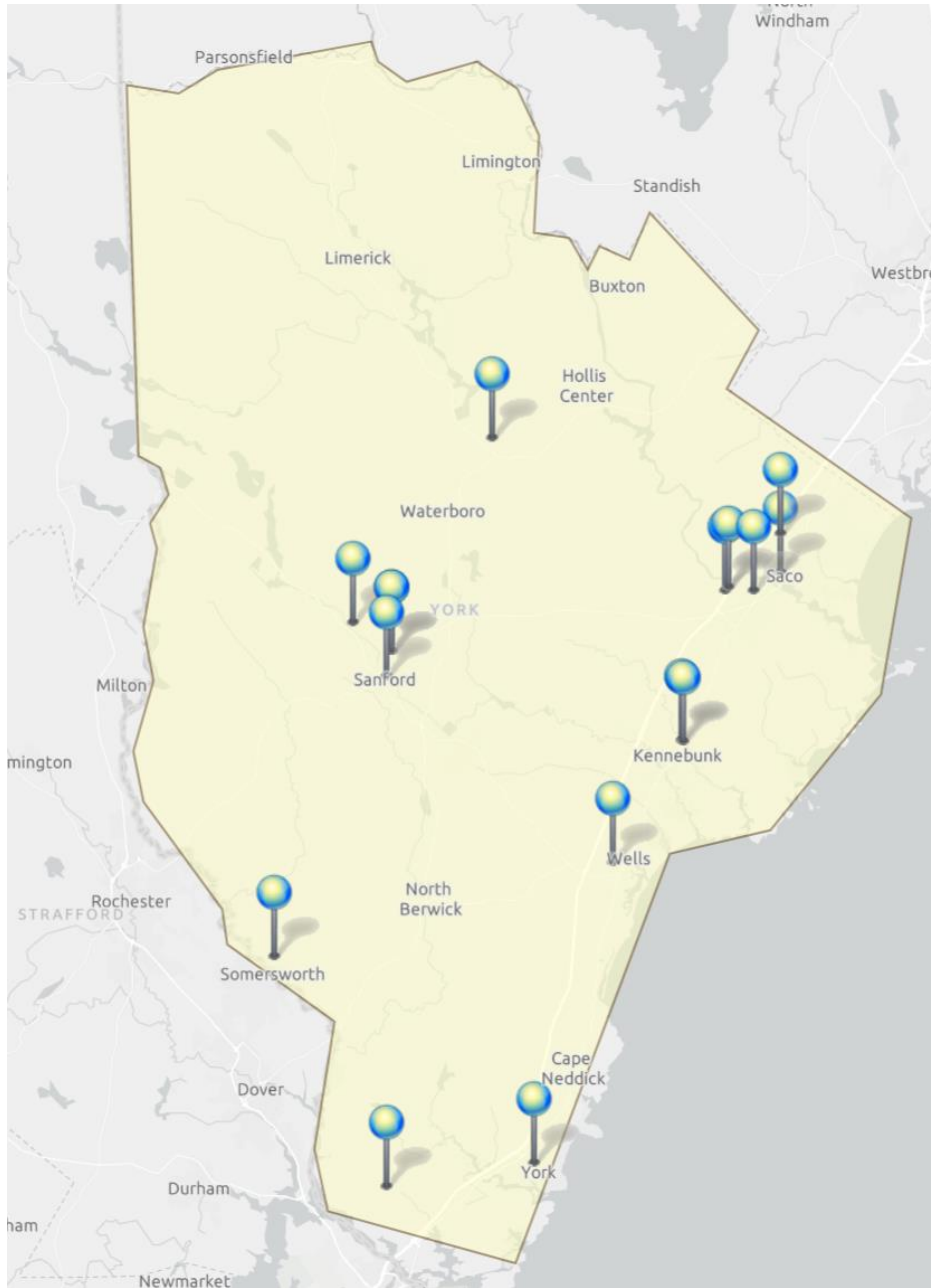 North
Windham
Parsonsfield
Limington
Standish
Limerick
Westbr
Buxton
Hollis
Center
Waterboro
Saco
YORK
Sanford
Milton
Kennebunk
mington
Wells
North
Berwick
Rochester
STRAFFORD
Somersworth
Cape
Neddick
Dover
York
Durham
ham
Newmarket